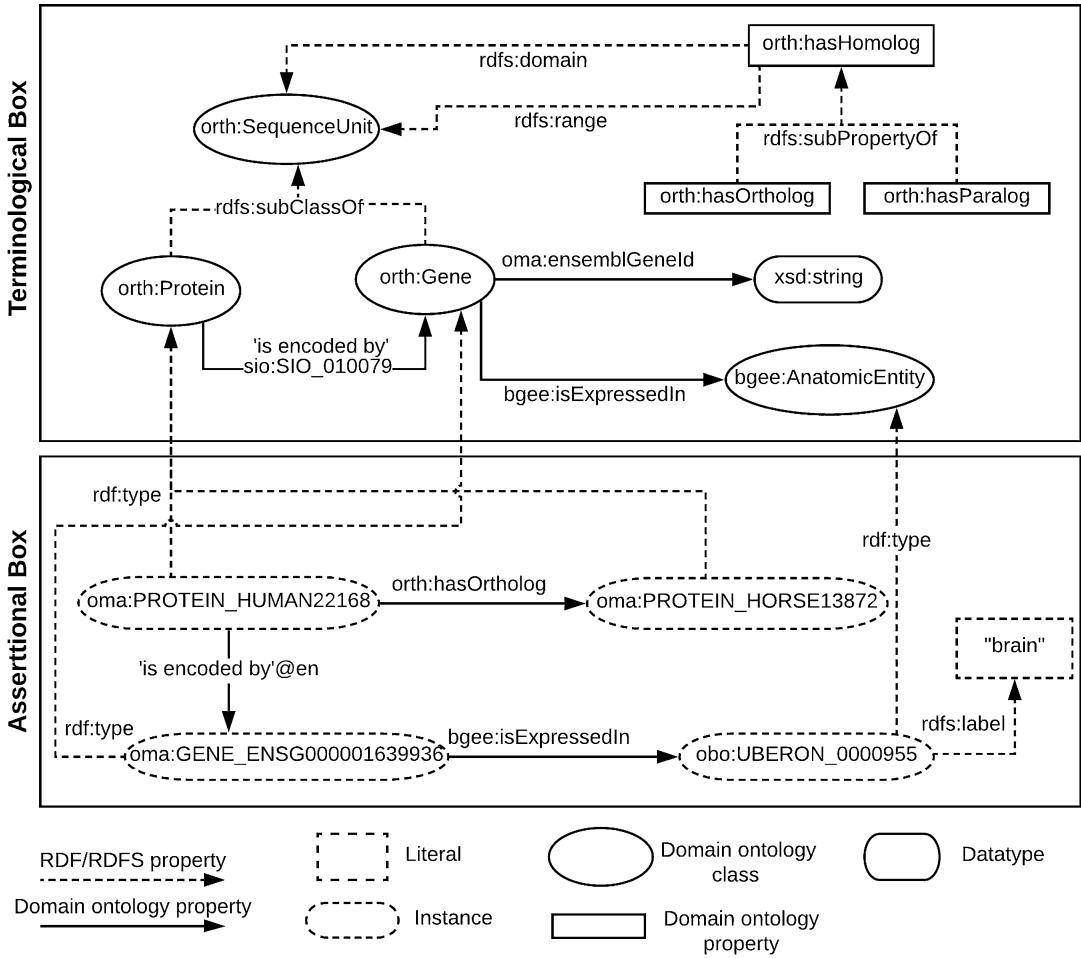 Terminological Box
orth:hasHomolog
rdfs:domain
orth:SequenceUnit
rdfs:range
rdfs:subPropertyOf
orth:hasOrtholog
orth:hasParalog
rdfs:subClassOf
orth:Protein
orth:Gene
oma:ensemblGeneId
xsd:string
'is encoded by'
sio:SIO_010079
bgee:isExpressedIn
bgee:AnatomicEntity
Asserttional Box
rdf:type
rdf:type
oma:PROTEIN_HUMAN22168
orth:hasOrtholog
oma:PROTEIN_HORSE13872
"brain"
'is encoded by'@en
rdf:type
oma:GENE_ENSG000001639936
bgee:isExpressedIn
obo:UBERON_0000955
rdfs:label
RDF/RDFS property
Domain ontology property
Literal
Instance
Domain ontology
class
Domain ontology
property
Datatype